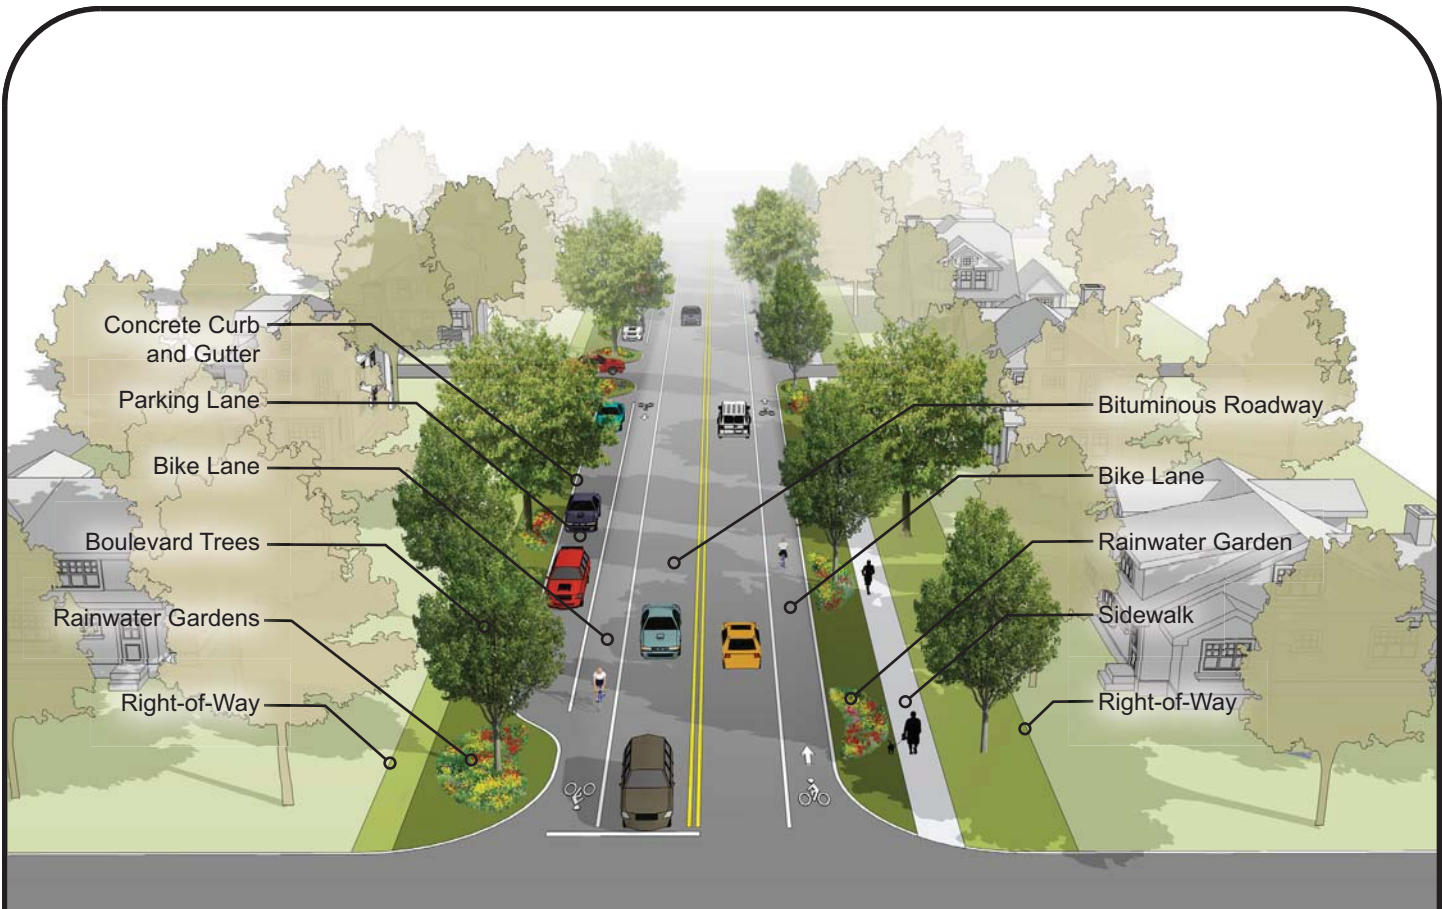 Concrete Curb
and Gutter
Parking Lane
Bike Lane
Boulevard Trees
Rainwater Gardens
Right-of-Way
Bituminous Roadway
Bike Lane
Rainwater Garden
Sidewalk
Right-of-Way